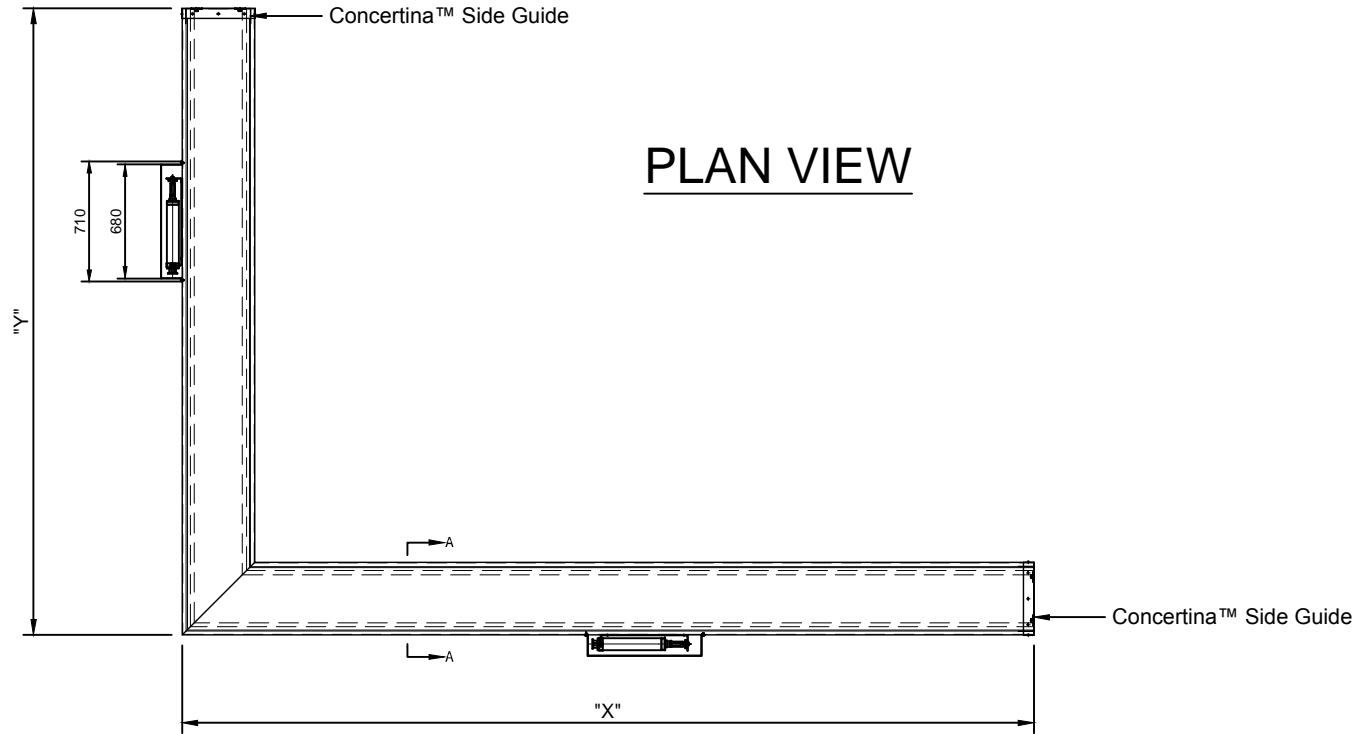 Concertina™ Side Guide
PLAN VIEW
710
680
"Y"
A
Concertina™ Side Guide
A
"X"